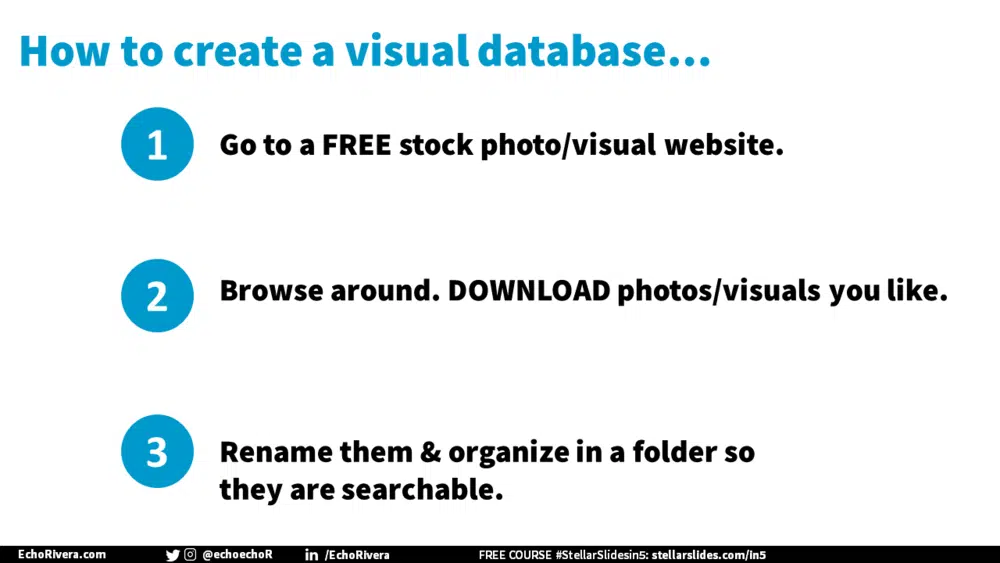 How to create a visual database...
1
Go to a FREE stock photo/visual website.
2
Browse around. DOWNLOAD photos/visuals you like.
3
Rename them & organize in a folder so
they are searchable.
EchoRivera.com @echoechoR in /EchoRivera FREE COURSE #StellarSlidesin5: stellarslides.com/in5